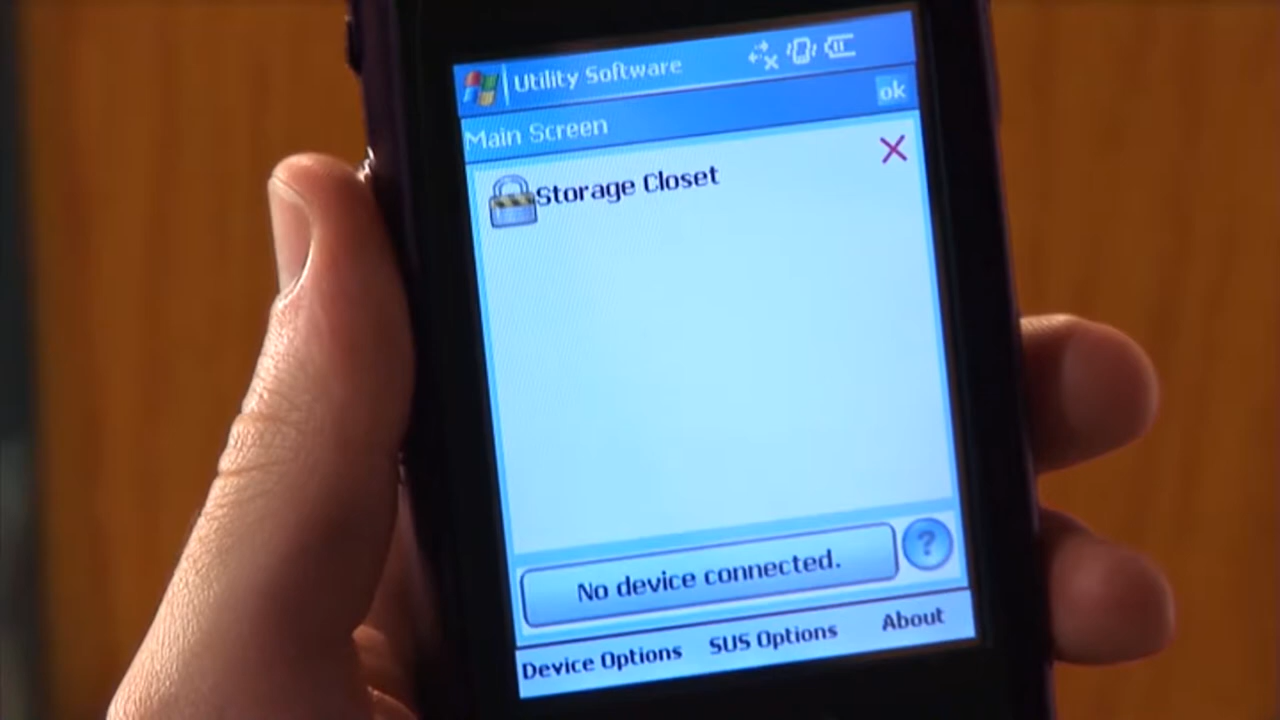 Utility Software
ok
Main Screen
Storage Closet
No device connected.
?
Device Options SUS Options About